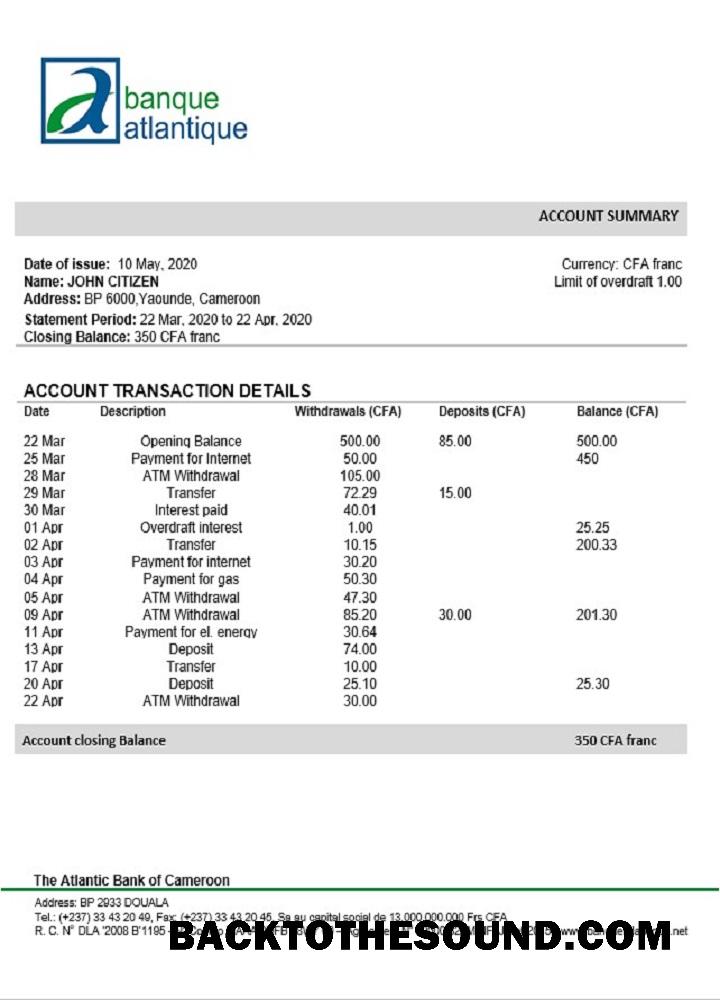 banque
atlantique
ACCOUNT SUMMARY
Date of issue: 10 May, 2020 Currency: CFA franc
Name: JOHN CITIZEN Limit of overdraft 1.00
Address: BP 6000,Yaounde, Cameroon
Statement Period: 22 Mar, 2020 to 22 Apr, 2020
Closing Balance: 350 CFA franc
ACCOUNT TRANSACTION DETAILS
Date Description Withdrawals (CFA) Deposits (CFA) Balance (CFA)
22 Mar Opening Balance 500.00 85.00 500.00
25 Mar Payment for Internet 50.00 450
28 Mar ATM Withdrawal 105.00
29 Mar Transfer 72.29 15.00
30 Mar Interest paid 40.01
01 Apr Overdraft interest 1.00 25.25
02 Apr Transfer 10.15 200.33
03 Apr Payment for internet 30.20
04 Apr Payment for gas 50.30
05 Apr ATM Withdrawal 47.30
09 Apr ATM Withdrawal 85.20 30.00 201.30
11 Apr Payment for el. energy 30.64
13 Apr Deposit 74.00
17 Apr Transfer 10.00
20 Apr Deposit 25.10 25.30
22 Apr ATM Withdrawal 30.00
Account closing Balance 350 CFA franc
The Atlantic Bank of Cameroon
Address: BP 2933 DOUALA
Tel.: (+237) 33 43 20 49, Fax: (+237) 33 43 20 45, Sa au capital social de 13.000.000.000 Frs CFA
R. C. N° DLA '2008 B'1195
BACKTOTHESOUND.COM